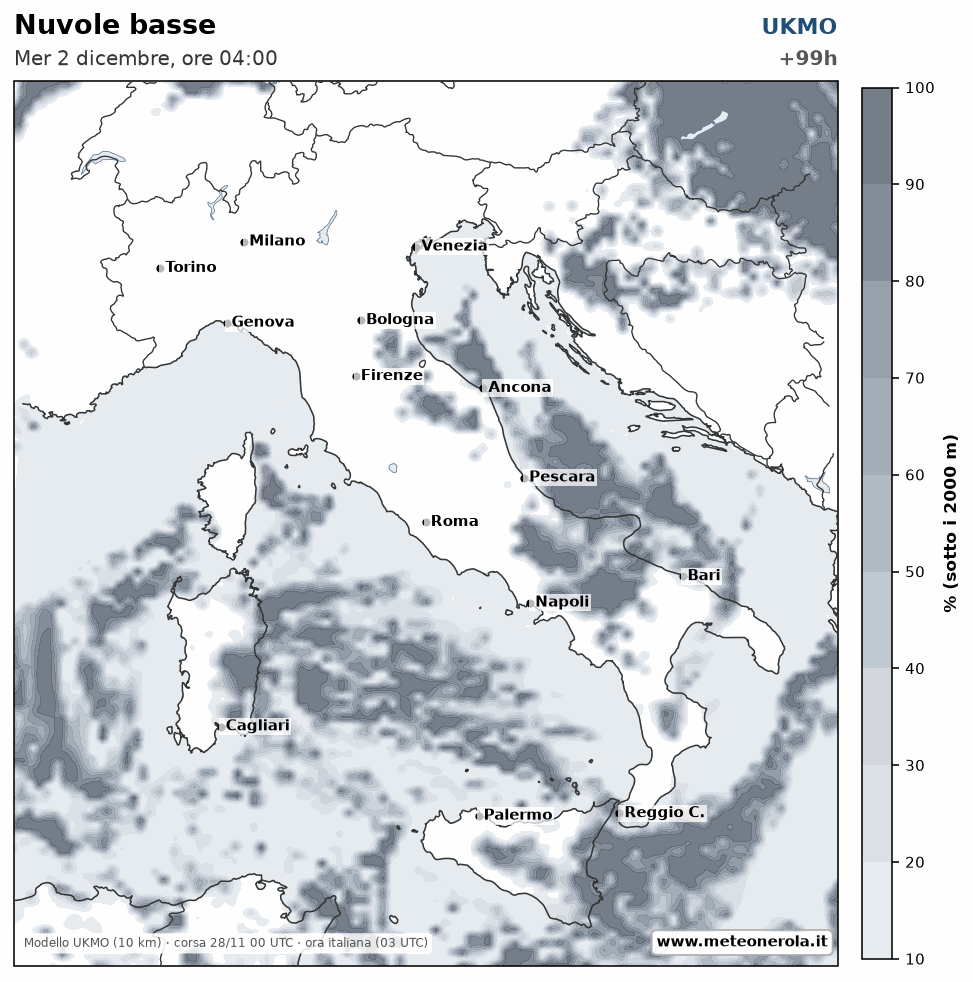 Nuvole basse
UKMO
Mer 2 dicembre, ore 04:00
+99h
100
90
80
70
60
50
40
30
20
10
% (sotto i 2000 m)
Venezia
Milano
Torino
Genova
Bologna
Firenze
Ancona
Pescara
Roma
Bari
Napoli
Cagliari
Palermo
Reggio C.
Modello UKMO (10 km) · corsa 28/11 00 UTC · ora italiana (03 UTC)
www.meteonerola.it